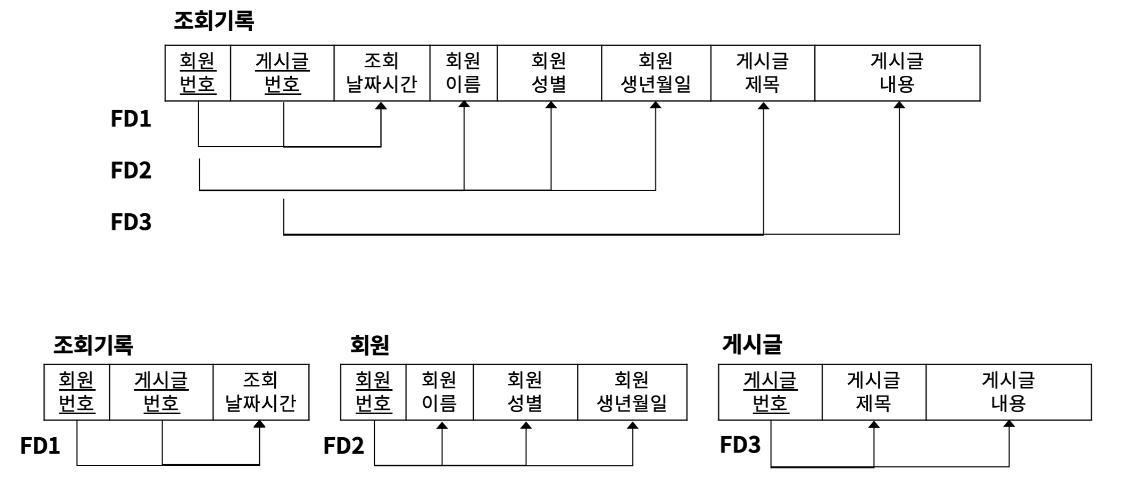 조회기록
회원 게시글 조회 회원 회원 회원 게시글 게시글
번호 번호 날짜시간 이름 성별 생년월일 제목 내용
FD1
FD2
FD3
조회기록 회원 게시글
회원 게시글 조회 회원 회원 회원 회원 게시글 게시글 게시글
번호 번호 날짜시간 번호 이름 성별 생년월일 번호 제목 내용
FD1 FD2 FD3